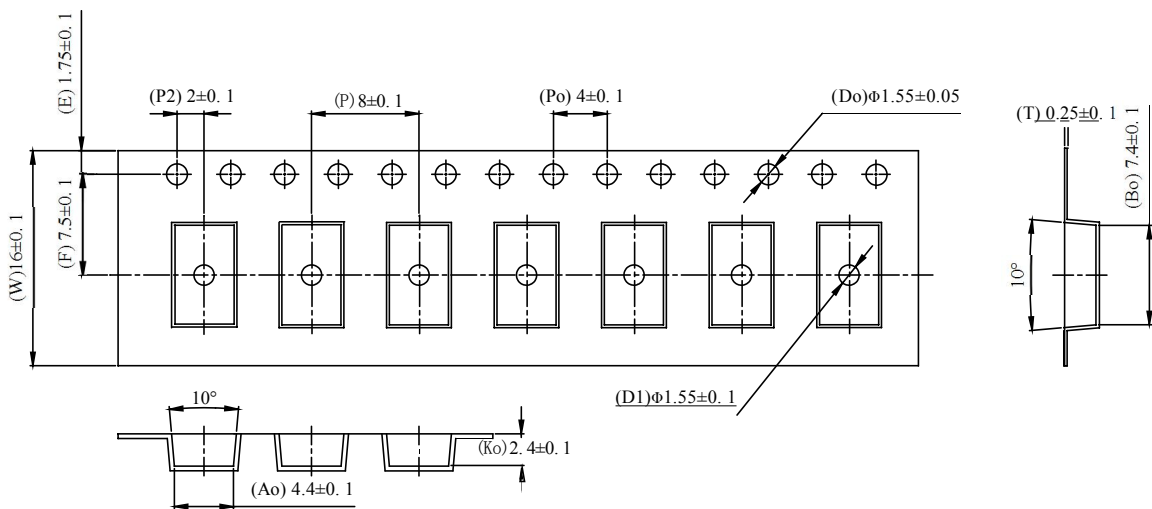 (E) 1.75±0.1
(P2) 2±0.1
(P) 8±0.1
(Po) 4±0.1
(Do)Φ1.55±0.05
(T) 0.25±0.1
(Bo) 7.4±0.1
(W)16±0.1
(F) 7.5±0.1
10°
(D1)Φ1.55±0.1
10°
(Ko)2.4±0.1
(Ao) 4.4±0.1